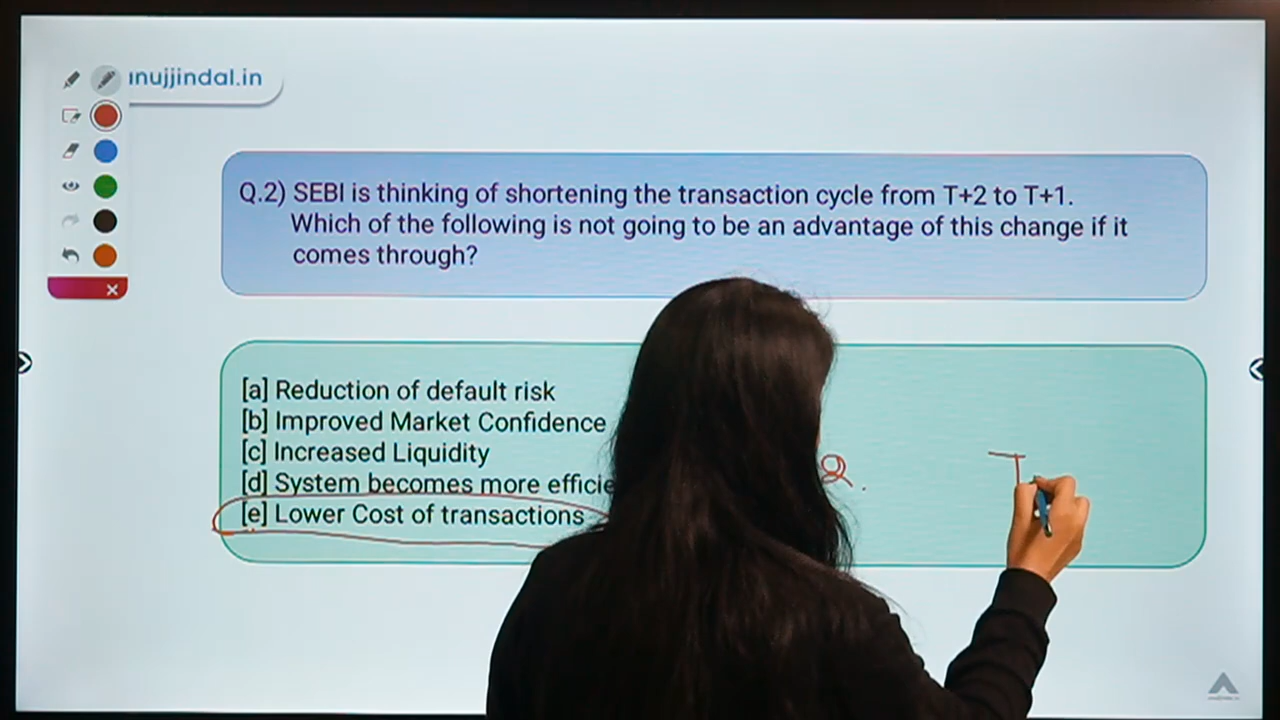 anujjindal.in
Q.2) SEBI is thinking of shortening the transaction cycle from T+2 to T+1.
Which of the following is not going to be an advantage of this change if it
comes through?
[a] Reduction of default risk
[b] Improved Market Confidence
[c] Increased Liquidity
[d] System becomes more
[e] Lower Cost of transactions
2.
T